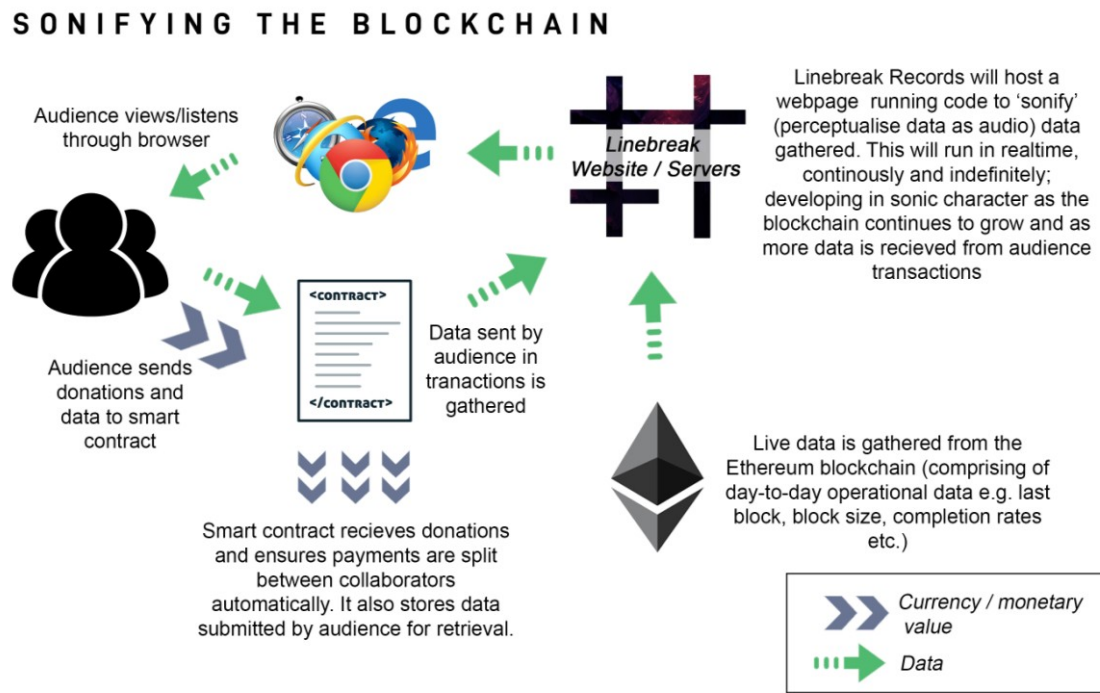 SONIFYING THE BLOCKCHAIN
Audience views/listens
through browser
Linebreak
Website / Servers
Linebreak Records will host a
webpage running code to ‘sonify’
(perceptualise data as audio) data
gathered. This will run in realtime,
continously and indefinitely;
developing in sonic character as the
blockchain continues to grow and as
more data is recieved from audience
transactions
<CONTRACT>
</CONTRACT>
Audience sends
donations and
data to smart
contract
Data sent by
audience in
tranactions is
gathered
Live data is gathered from the
Ethereum blockchain (comprising of
day-to-day operational data e.g. last
block, block size, completion rates
etc.)
Smart contract recieves donations
and ensures payments are split
between collaborators
automatically. It also stores data
submitted by audience for retrieval.
Currency / monetary
value
Data